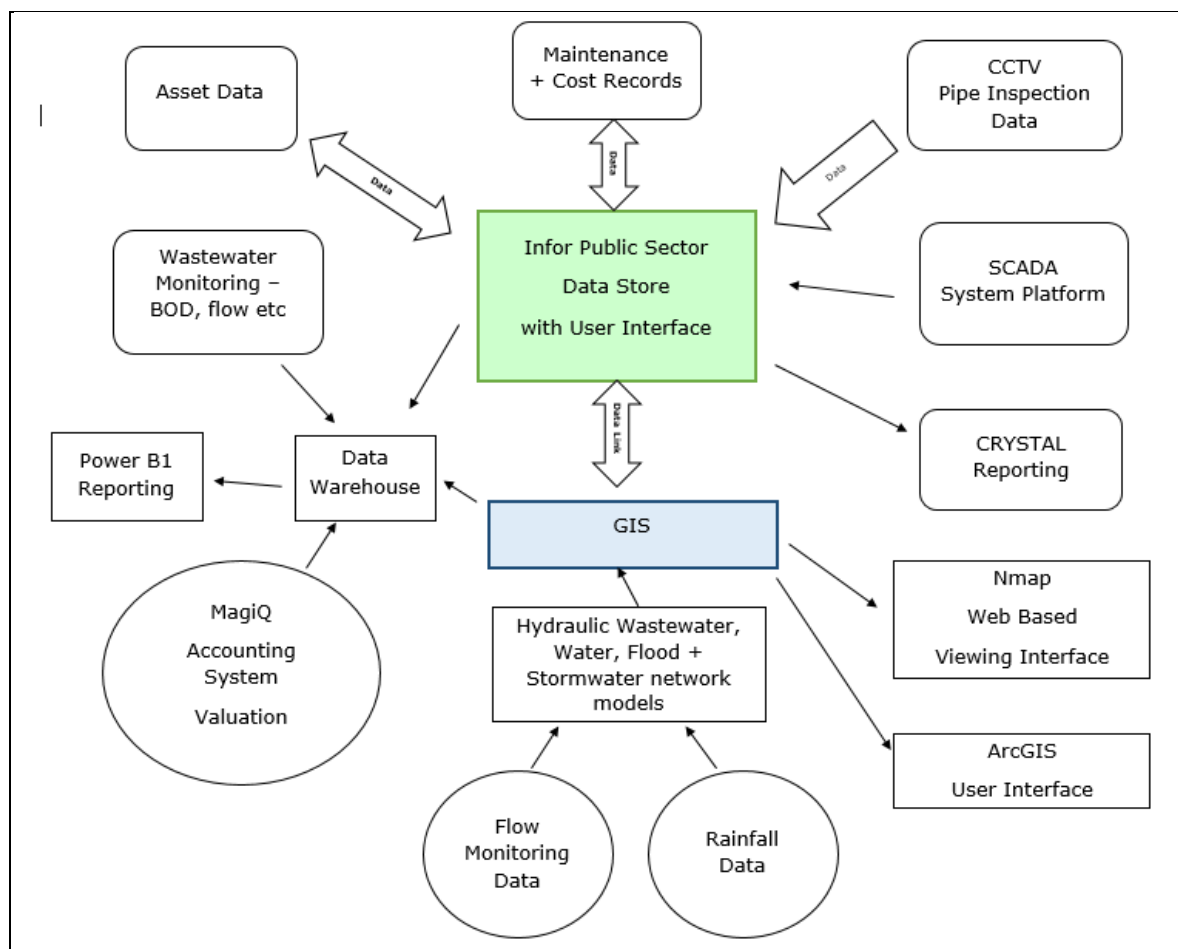 Asset Data
Maintenance
+ Cost Records
CCTV
Pipe Inspection
Data
Data
Data
Data
Wastewater
Monitoring –
BOD, flow etc
Infor Public Sector
Data Store
with User Interface
SCADA
System Platform
Data Link
Power B1
Reporting
Data
Warehouse
CRYSTAL
Reporting
GIS
MagiQ
Accounting
System
Valuation
Hydraulic Wastewater,
Water, Flood +
Stormwater network
models
Nmap
Web Based
Viewing Interface
ArcGIS
User Interface
Flow
Monitoring
Data
Rainfall
Data